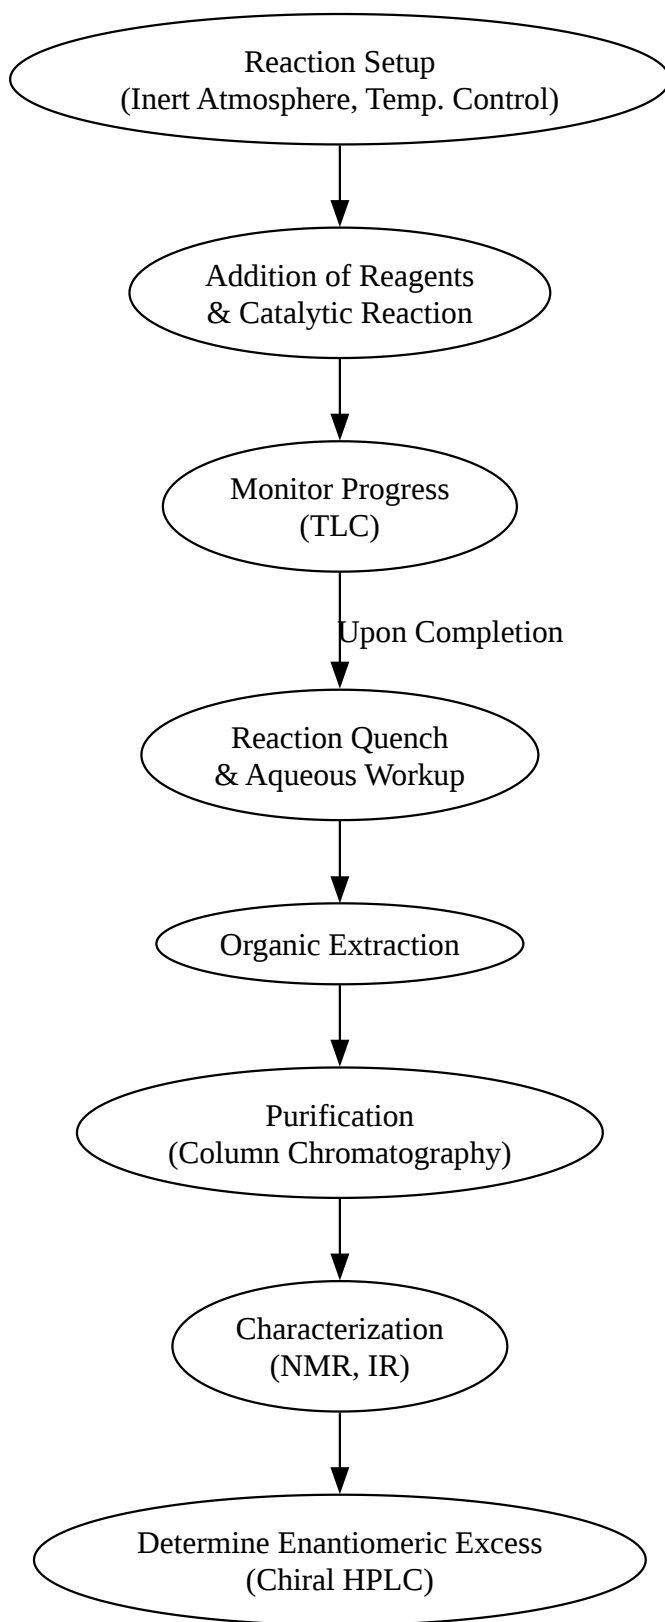 Reaction Setup
(Inert Atmosphere, Temp. Control)
Addition of Reagents
& Catalytic Reaction
Monitor Progress
(TLC)
Upon Completion
Reaction Quench
& Aqueous Workup
Organic Extraction
Purification
(Column Chromatography)
Characterization
(NMR, IR)
Determine Enantiomeric Excess
(Chiral HPLC)